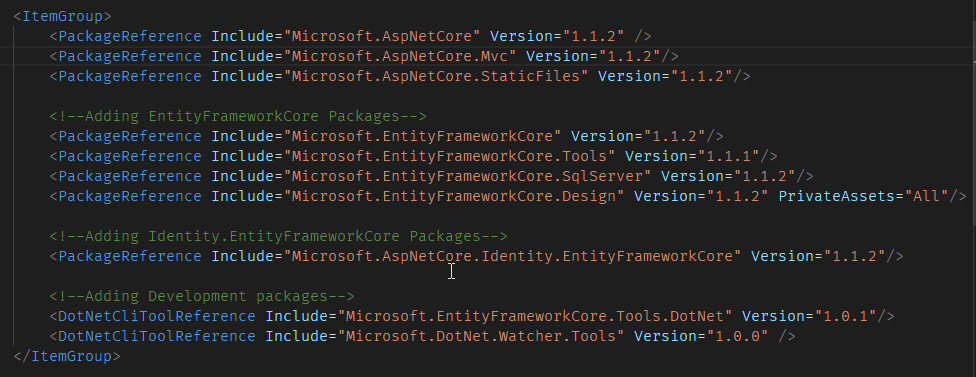 <ItemGroup>
<PackageReference Include="Microsoft.AspNetCore" Version="1.1.2" />
<PackageReference Include="Microsoft.AspNetCore.Mvc" Version="1.1.2"/>
<PackageReference Include="Microsoft.AspNetCore.StaticFiles" Version="1.1.2"/>
<!--Adding EntityFrameworkCore Packages-->
<PackageReference Include="Microsoft.EntityFrameworkCore" Version="1.1.2"/>
<PackageReference Include="Microsoft.EntityFrameworkCore.Tools" Version="1.1.1"/>
<PackageReference Include="Microsoft.EntityFrameworkCore.SqlServer" Version="1.1.2"/>
<PackageReference Include="Microsoft.EntityFrameworkCore.Design" Version="1.1.2" PrivateAssets="All"/>
<!--Adding Identity.EntityFrameworkCore Packages-->
<PackageReference Include="Microsoft.AspNetCore.Identity.EntityFrameworkCore" Version="1.1.2"/>
<!--Adding Development packages-->
<DotNetCliToolReference Include="Microsoft.EntityFrameworkCore.Tools.DotNet" Version="1.0.1"/>
<DotNetCliToolReference Include="Microsoft.DotNet.Watcher.Tools" Version="1.0.0" />
</ItemGroup>